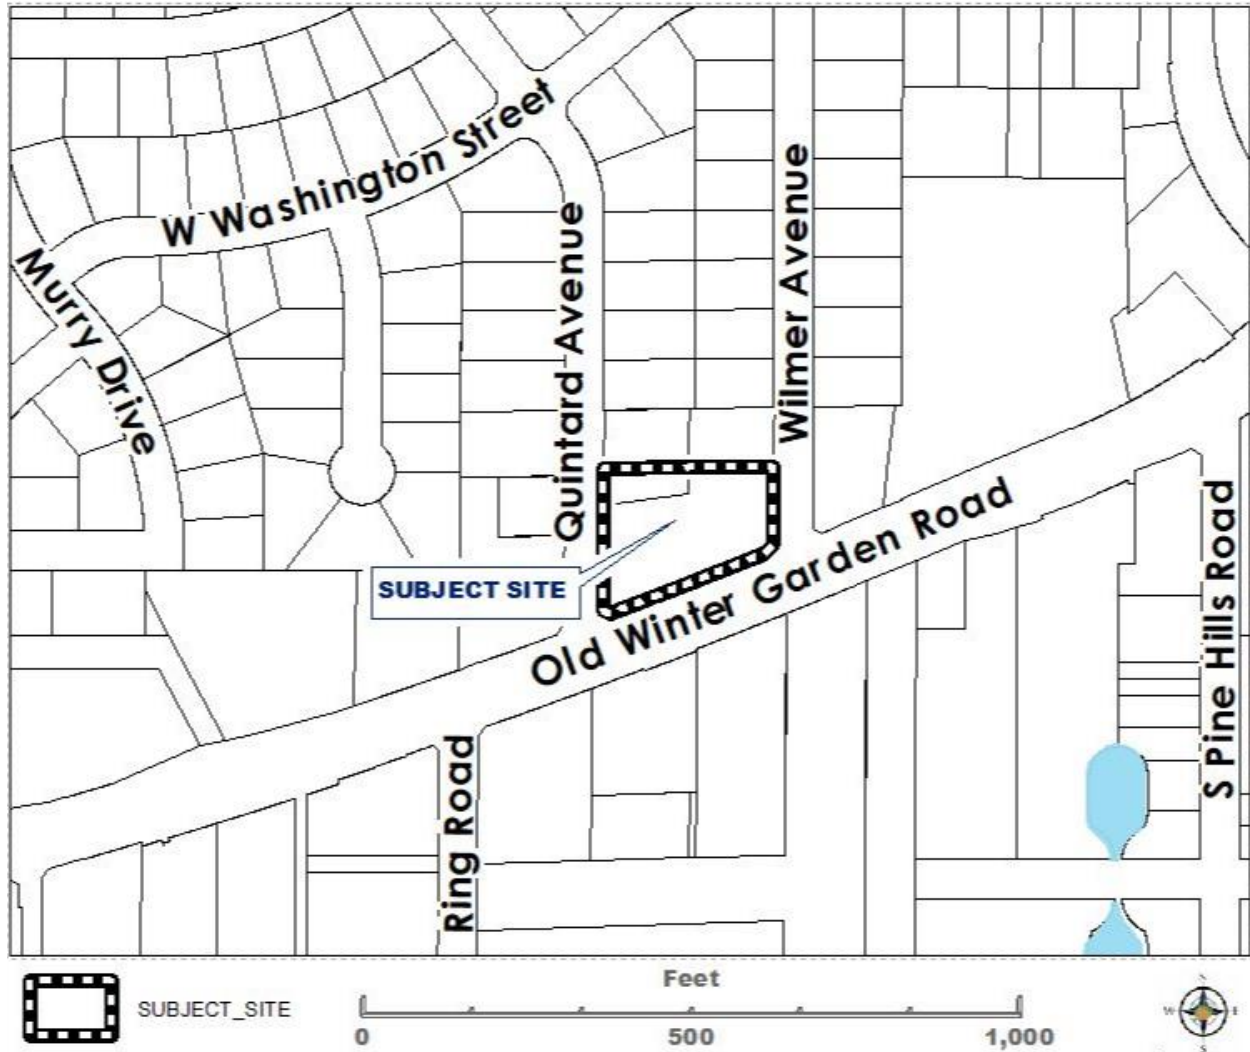 W Washington Street
Murry Drive
Quintard Avenue
Wilmer Avenue
SUBJECT SITE
Old Winter Garden Road
S Pine Hills Road
Ring Road
SUBJECT_SITE
Feet
0 500 1,000
N
W E
S